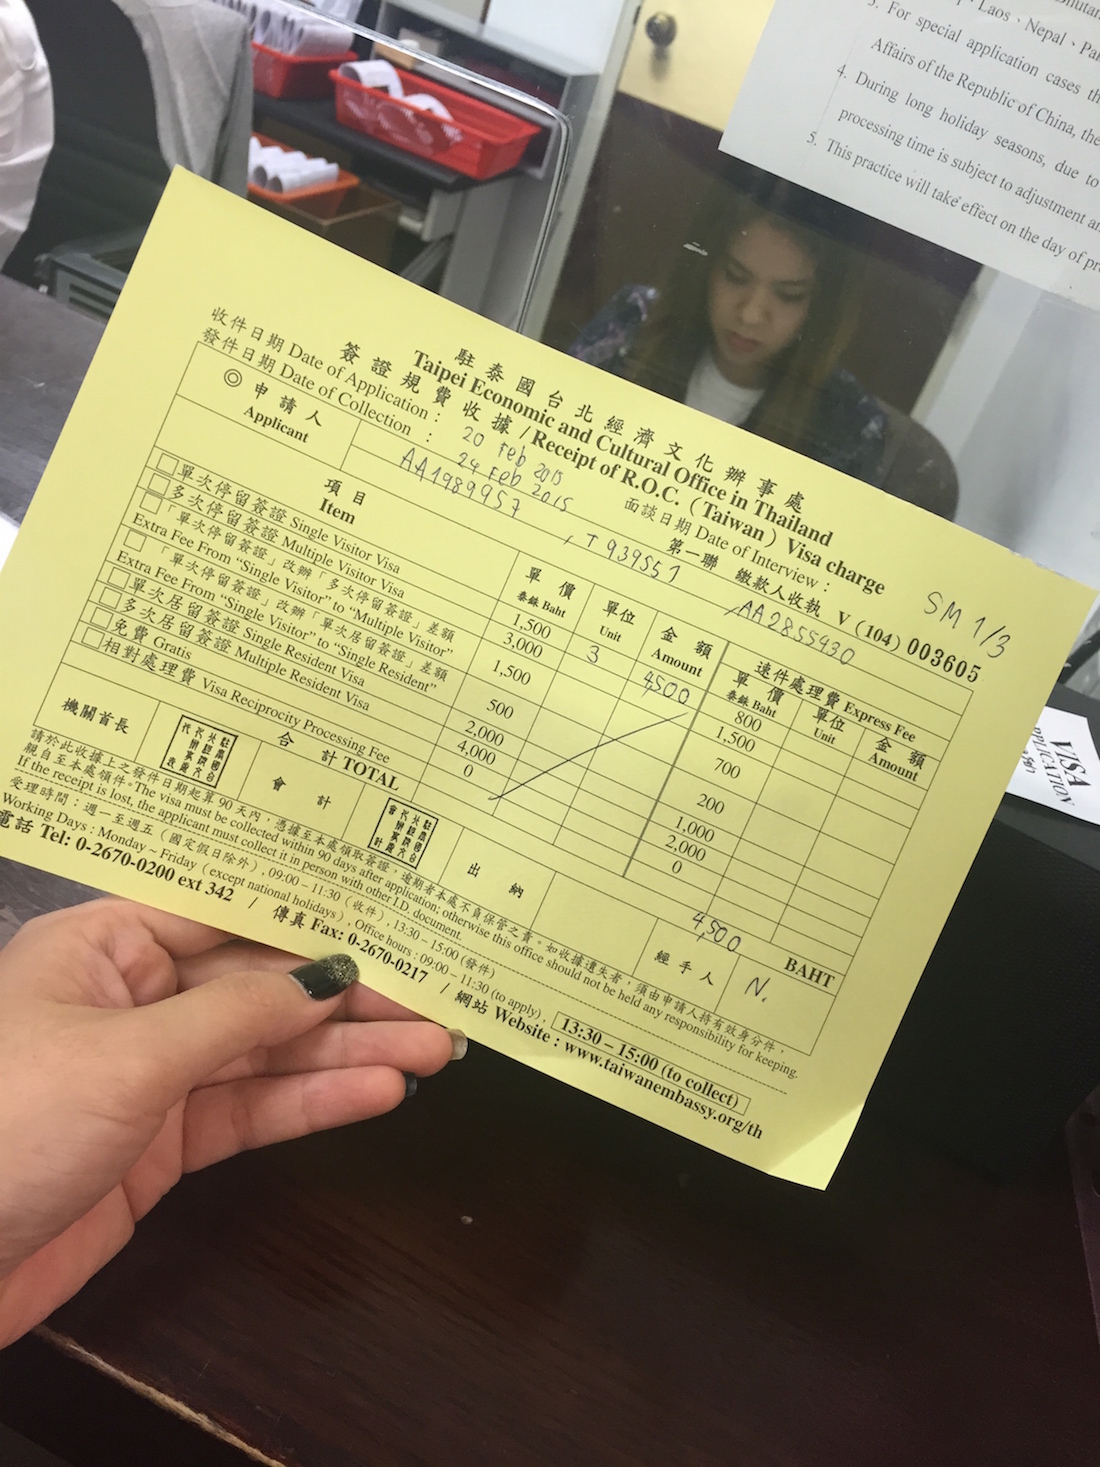 Bhutan
Laos、Nepal、Pa
3. For special application cases th
Affairs of the Republic of China, the
4. During long holiday seasons, due to
processing time is subject to adjustment an
5. This practice will take effect on the day of pr
駐泰國台北經濟文化辦事處
Taipei Economic and Cultural Office in Thailand
簽證規費收據/Receipt of R.O.C.（Taiwan）Visa charge
SM 1/3
收件日期 Date of Application : 20 Feb 2015 面談日期 Date of Interview :
發件日期 Date of Collection : 24 Feb 2015 第一聯 繳款人收執 V (104) 003605
◎申請人 Applicant AA1989957 , T939557 , AA2855430
項目 Item 單價 泰銖 Baht 單位 Unit 金額 Amount 速件處理費 Express Fee 單價 泰銖 Baht 單位 Unit 金額 Amount
□單次停留簽證 Single Visitor Visa 1,500 3 4500 800
□多次停留簽證 Multiple Visitor Visa 3,000 1,500
「單次停留簽證」改辦「多次停留簽證」差額
Extra Fee From “Single Visitor” to “Multiple Visitor” 1,500 700
□「單次停留簽證」改辦「單次居留簽證」差額
Extra Fee From “Single Visitor” to “Single Resident” 500 200
□單次居留簽證 Single Resident Visa 2,000 1,000
□多次居留簽證 Multiple Resident Visa 4,000 2,000
□免費 Gratis 0 0
□相對處理費 Visa Reciprocity Processing Fee
合計 TOTAL 4,500 BAHT
機關首長 會計 出納 經手人 N.
請於此收據上之發件日期起算 90 天內，憑據至本處領取簽證，逾期者本處不負保管之責。如收據遺失者，須由申請人持有效身分件，
親自至本處領件。The visa must be collected within 90 days after application; otherwise this office should not be held any responsibility for keeping.
If the receipt is lost, the applicant must collect it in person with other I.D. document.
受理時間：週一至週五（國定假日除外）, 09:00 – 11:30 (收件) , 13:30 – 15:00 (發件)
Working Days : Monday ~ Friday (except national holidays) , Office hours : 09:00 – 11:30 (to apply) , 13:30 – 15:00 (to collect)
電話 Tel: 0-2670-0200 ext 342 / 傳真 Fax: 0-2670-0217 / 網站 Website : www.taiwanembassy.org/th
VISA
PPLICATION